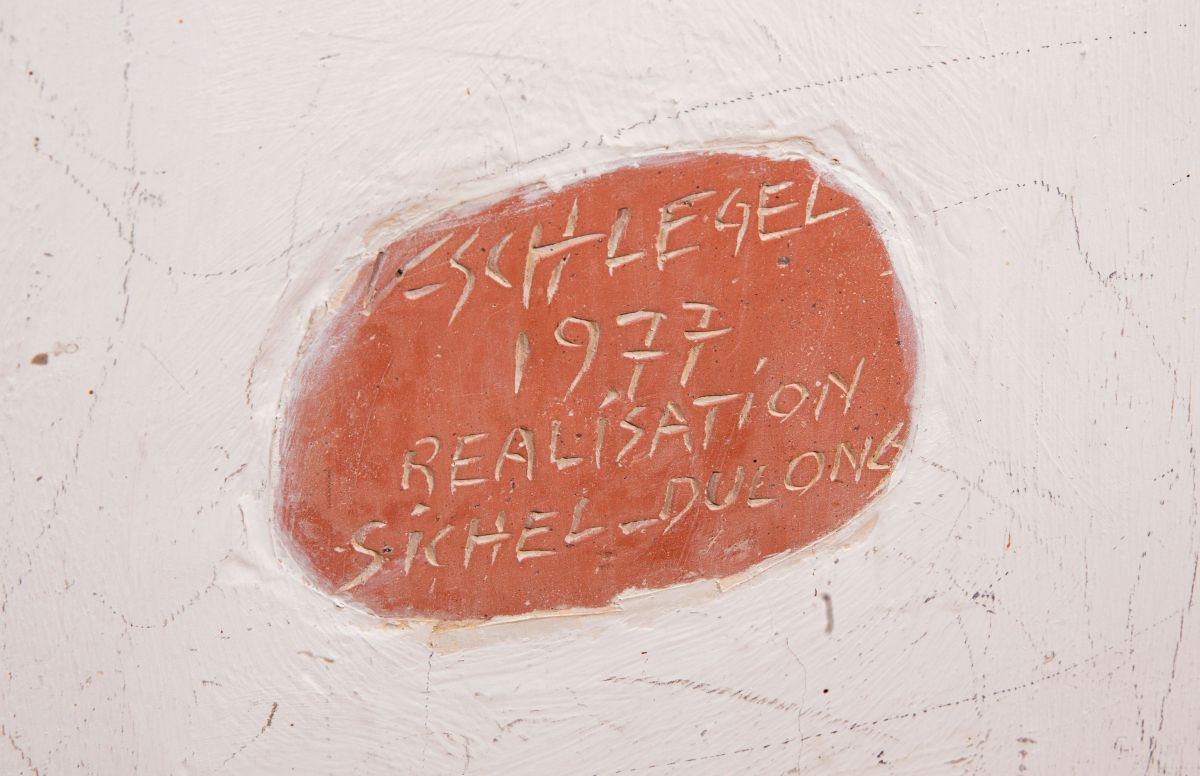 V-SCHLEGEL
1977
REALISATION
SICHEL-DULONG